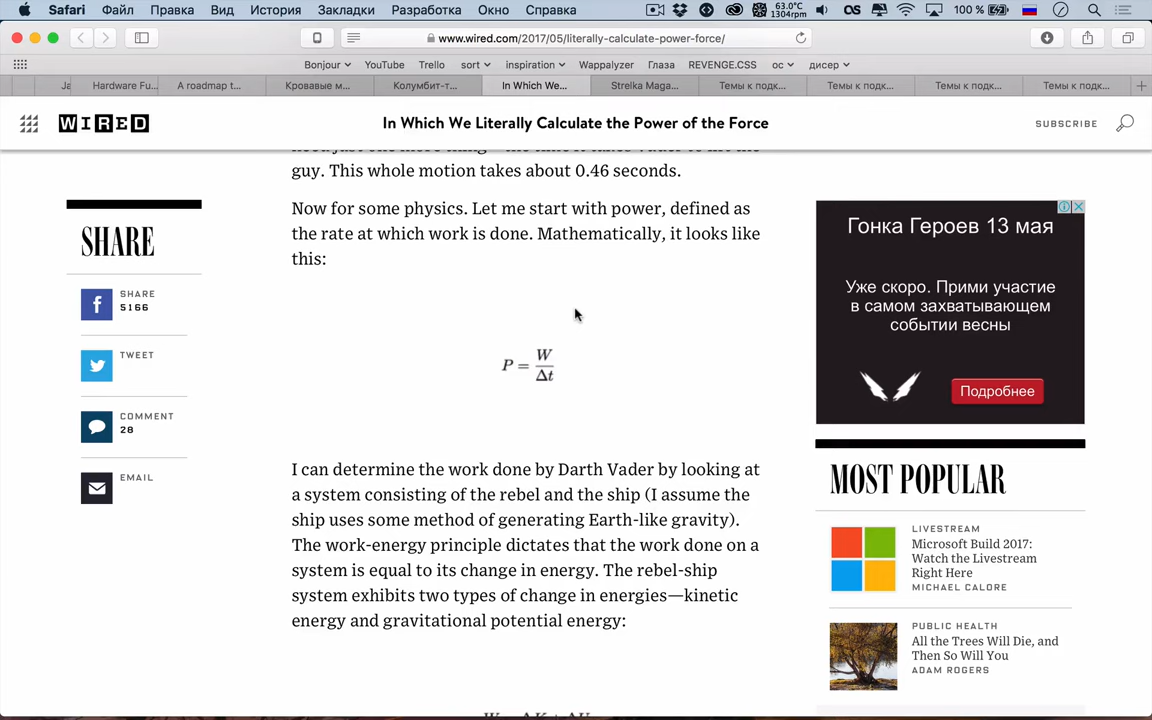 Safari Файл Правка Вид История Закладки Разработка Окно Справка 63.0°C 1304rpm 100 %
www.wired.com/2017/05/literally-calculate-power-force/
Bonjour YouTube Trello sort inspiration Wappalyzer Глаза REVENGE.CSS ос дисер
Ja Hardware Fu... A roadmap t... Кровавые м... Колумбит-т... In Which We... Strelka Maga... Темы к подк... Темы к подк... Темы к подк... Темы к подк...
WIRED In Which We Literally Calculate the Power of the Force SUBSCRIBE
guy. This whole motion takes about 0.46 seconds.
Now for some physics. Let me start with power, defined as
the rate at which work is done. Mathematically, it looks like
this:
P = W
Δt
I can determine the work done by Darth Vader by looking at
a system consisting of the rebel and the ship (I assume the
ship uses some method of generating Earth-like gravity).
The work-energy principle dictates that the work done on a
system is equal to its change in energy. The rebel-ship
system exhibits two types of change in energies—kinetic
energy and gravitational potential energy:
SHARE
SHARE
5166
TWEET
COMMENT
28
EMAIL
Гонка Героев 13 мая
Уже скоро. Прими участие
в самом захватывающем
событии весны
Подробнее
MOST POPULAR
LIVESTREAM
Microsoft Build 2017:
Watch the Livestream
Right Here
MICHAEL CALORE
PUBLIC HEALTH
All the Trees Will Die, and
Then So Will You
ADAM ROGERS